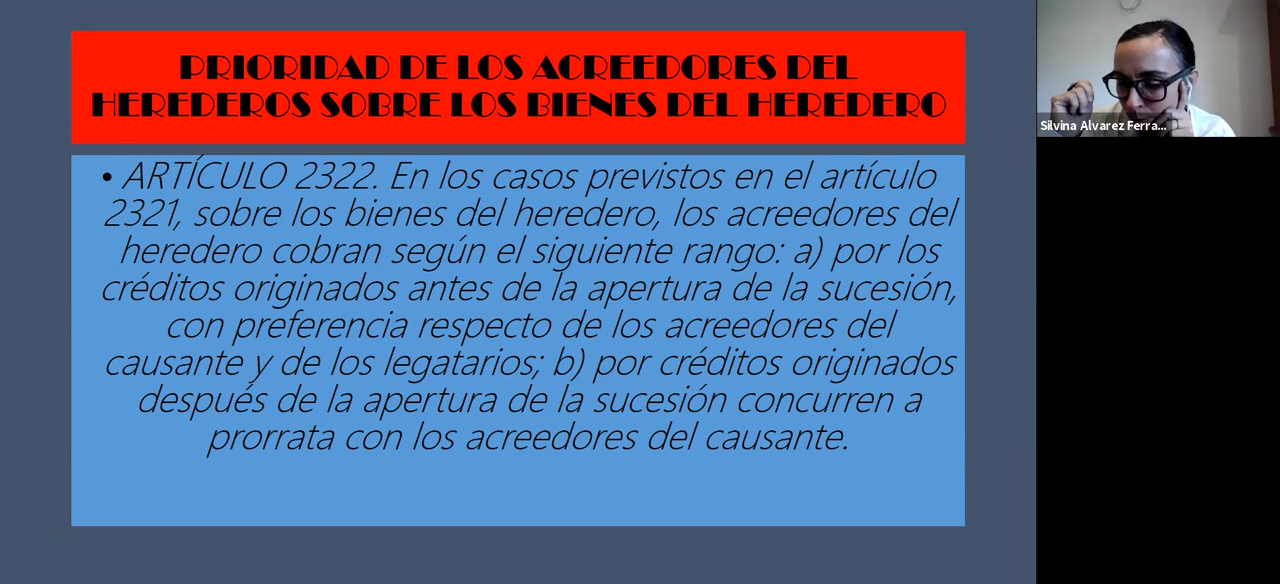 PRIORIDAD DE LOS ACREEDORES DEL
HEREDEROS SOBRE LOS BIENES DEL HEREDERO
• ARTÍCULO 2322. En los casos previstos en el artículo
2321, sobre los bienes del heredero, los acreedores del
heredero cobran según el siguiente rango: a) por los
créditos originados antes de la apertura de la sucesión,
con preferencia respecto de los acreedores del
causante y de los legatarios; b) por créditos originados
después de la apertura de la sucesión concurren a
prorrata con los acreedores del causante.
Silvina Alvarez Ferra...